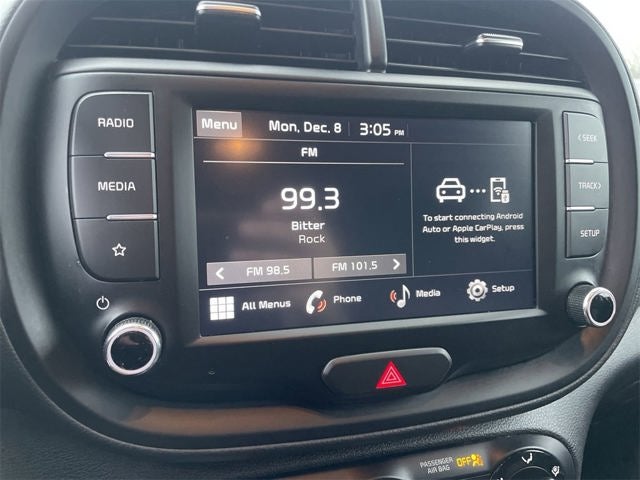 RADIO
MEDIA
Menu Mon, Dec. 8 3:05 PM
FM
99.3
Bitter
Rock
< FM 98.5 FM 101.5 >
To start connecting Android
Auto or Apple CarPlay, press
this widget.
All Menus Phone Media Setup
< SEEK
TRACK >
SETUP
PASSENGER
AIR BAG OFF